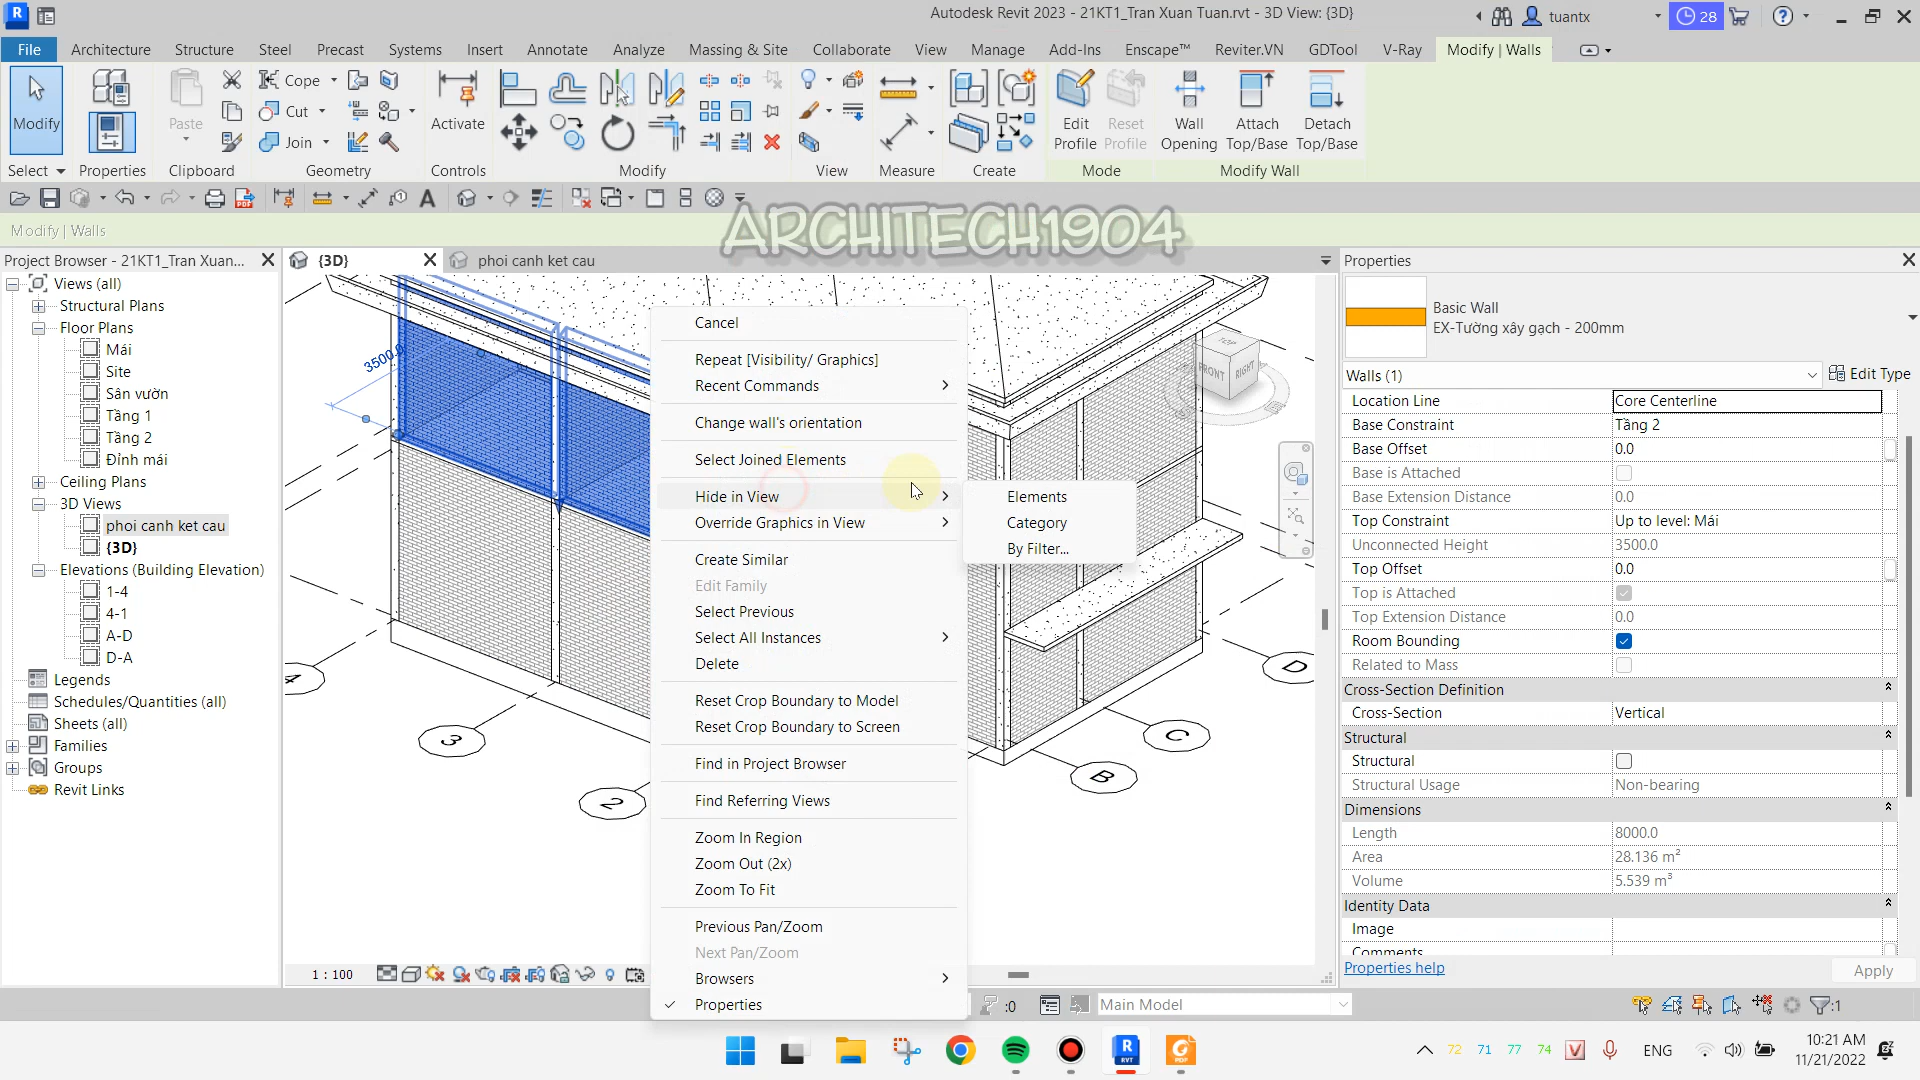 Autodesk Revit 2023 - 21KT1_Tran Xuan Tuan.rvt - 3D View: {3D}
tuantx
28
File Architecture Structure Steel Precast Systems Insert Annotate Analyze Massing & Site Collaborate View Manage Add-Ins Enscape™ Reviter.VN GDTool V-Ray Modify | Walls
Modify
Paste
Cope
Cut
Join
Activate
Edit Profile
Reset Profile
Wall Opening
Attach Top/Base
Detach Top/Base
Select Properties Clipboard Geometry Controls Modify View Measure Create Mode Modify Wall
Modify | Walls
ARCHITECH1904
Project Browser - 21KT1_Tran Xuan...
{3D}
phoi canh ket cau
Views (all)
Structural Plans
Floor Plans
Mái
Site
Sân vườn
Tầng 1
Tầng 2
Đỉnh mái
Ceiling Plans
3D Views
phoi canh ket cau
{3D}
Elevations (Building Elevation)
1-4
4-1
A-D
D-A
Legends
Schedules/Quantities (all)
Sheets (all)
Families
Groups
Revit Links
3500.0
4
3
2
B
C
D
TOP
FRONT
RIGHT
Cancel
Repeat [Visibility/ Graphics]
Recent Commands
Change wall's orientation
Select Joined Elements
Hide in View
Override Graphics in View
Create Similar
Edit Family
Select Previous
Select All Instances
Delete
Reset Crop Boundary to Model
Reset Crop Boundary to Screen
Find in Project Browser
Find Referring Views
Zoom In Region
Zoom Out (2x)
Zoom To Fit
Previous Pan/Zoom
Next Pan/Zoom
Browsers
Properties
Elements
Category
By Filter...
Properties
Basic Wall
EX-Tường xây gạch - 200mm
Walls (1)
Edit Type
Location Line Core Centerline
Base Constraint Tầng 2
Base Offset 0.0
Base is Attached
Base Extension Distance 0.0
Top Constraint Up to level: Mái
Unconnected Height 3500.0
Top Offset 0.0
Top is Attached
Top Extension Distance 0.0
Room Bounding
Related to Mass
Cross-Section Definition
Cross-Section Vertical
Structural
Structural
Structural Usage Non-bearing
Dimensions
Length 8000.0
Area 28.136 m²
Volume 5.539 m³
Identity Data
Image
Comments
Properties help
Apply
1 : 100
:0
Main Model
:1
RVT
PDF
72 71 77 74
ENG
10:21 AM
11/21/2022